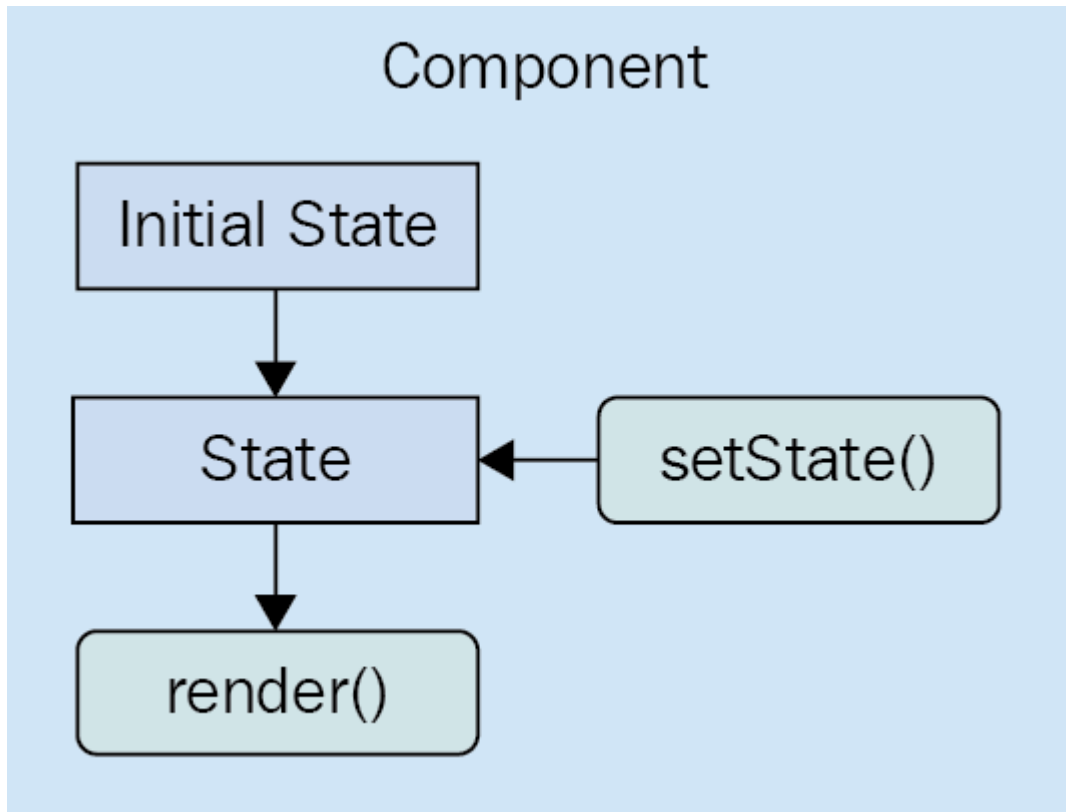 Component
Initial State
State
setState()
render()